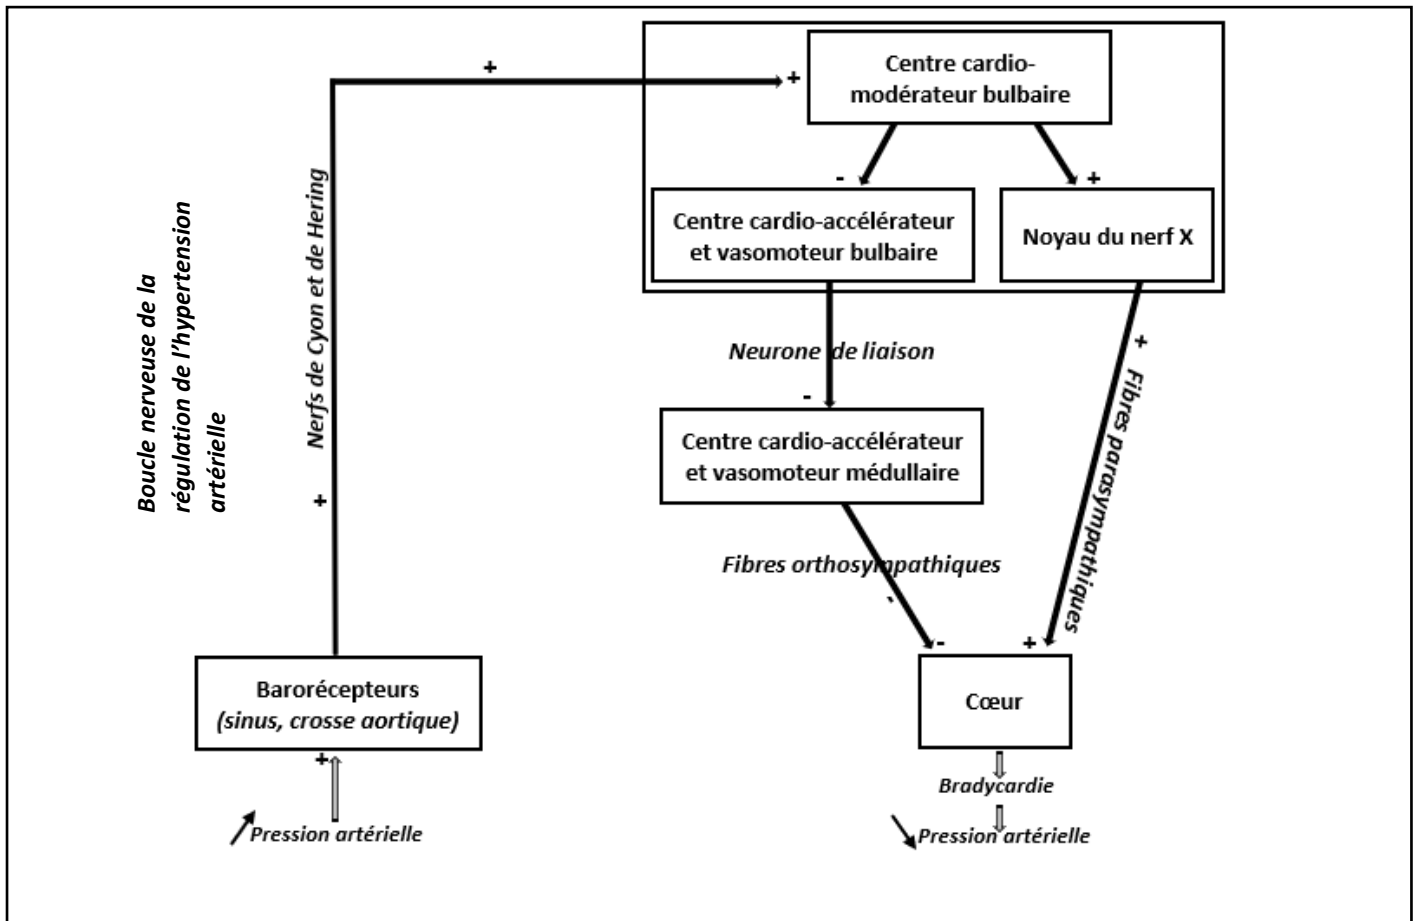 Boucle nerveuse de la
régulation de l'hypertension
artérielle
+
+
Centre cardio-
modérateur bulbaire
-
+
Centre cardio-accélérateur
et vasomoteur bulbaire
Noyau du nerf X
Nerfs de Cyon et de Hering
+
Neurone de liaison
-
+
Fibres parasympathiques
Centre cardio-accélérateur
et vasomoteur médullaire
Fibres orthosympathiques
-
-
+
Barorécepteurs
(sinus, crosse aortique)
+
Pression artérielle
Cœur
Bradycardie
Pression artérielle